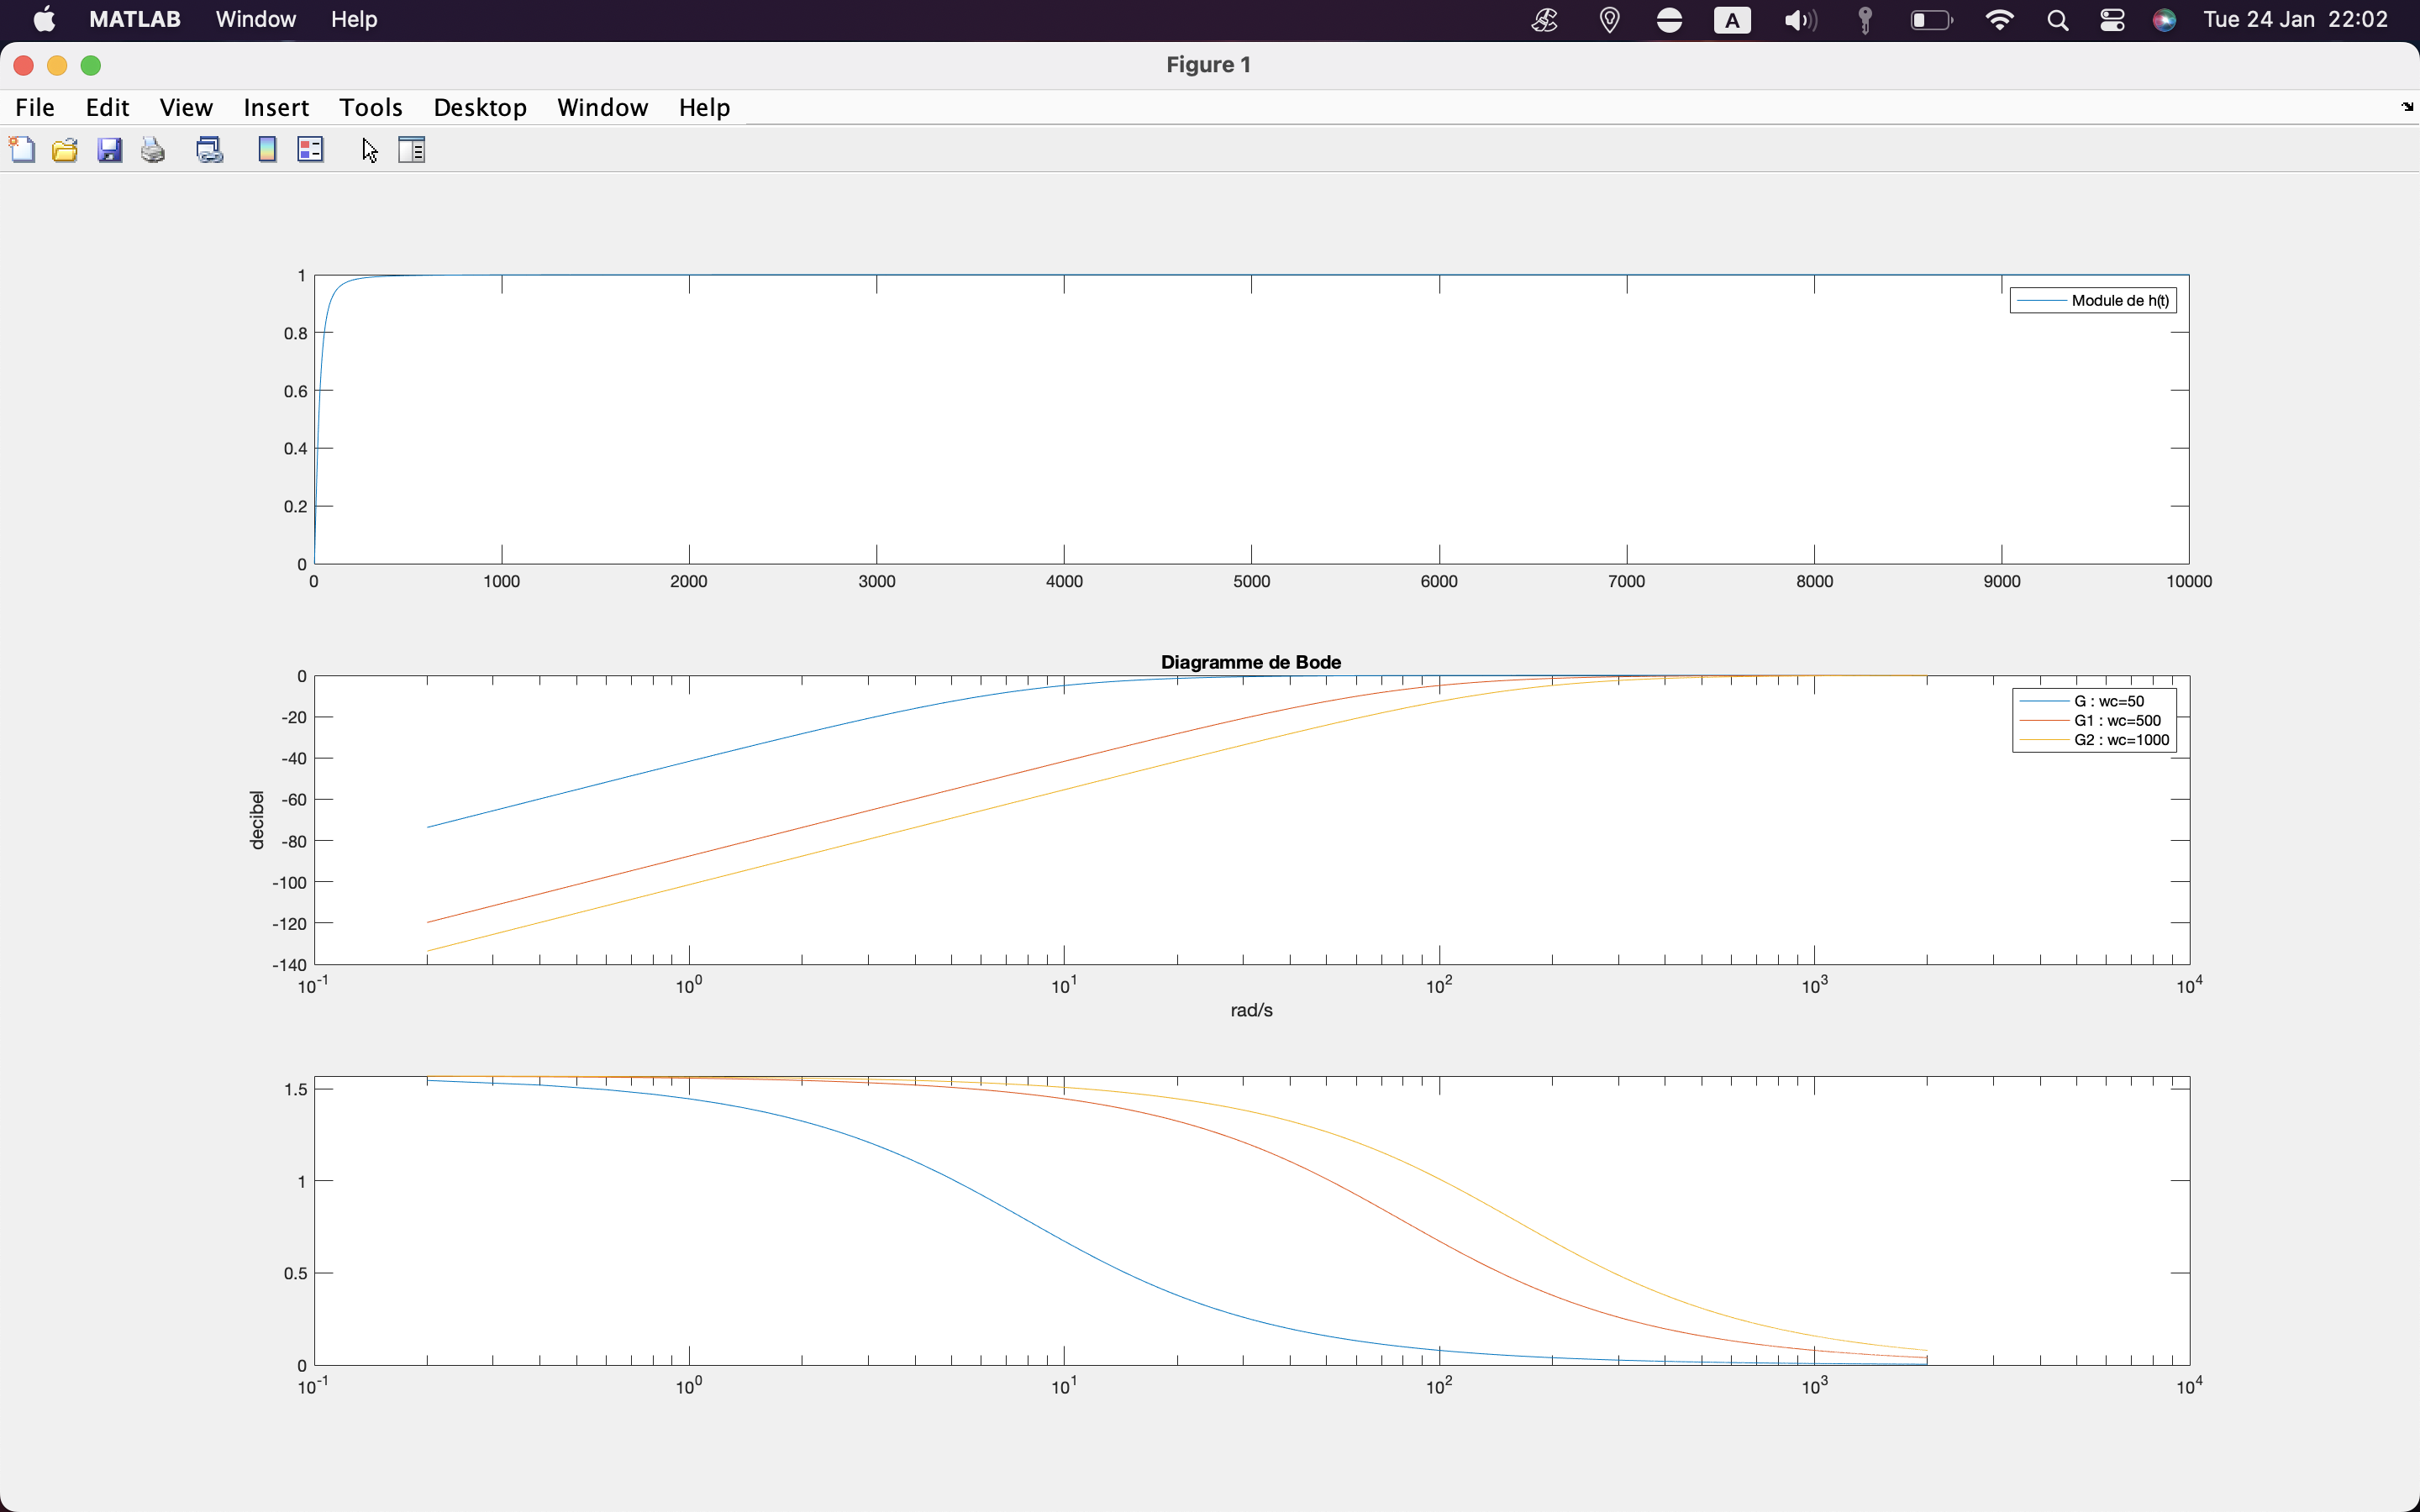 MATLAB Window Help A Tue 24 Jan 22:02
Figure 1
File Edit View Insert Tools Desktop Window Help
1
0.8
0.6
0.4
0.2
0
Module de h(t)
0 1000 2000 3000 4000 5000 6000 7000 8000 9000 10000
Diagramme de Bode
0
-20
-40
-60
-80
-100
-120
-140
decibel
G : wc=50
G1 : wc=500
G2 : wc=1000
10^-1 10^0 10^1 10^2 10^3 10^4
rad/s
1.5
1
0.5
0
10^-1 10^0 10^1 10^2 10^3 10^4